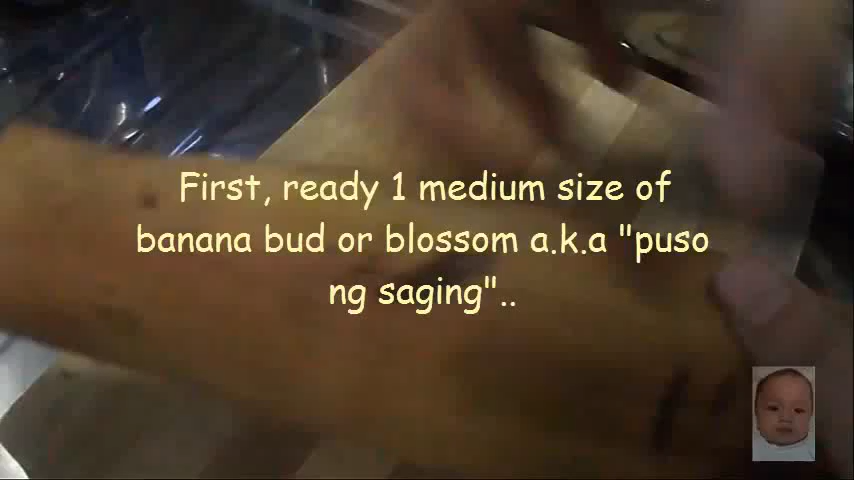 First, ready 1 medium size of
banana bud or blossom a.k.a "puso
ng saging"..